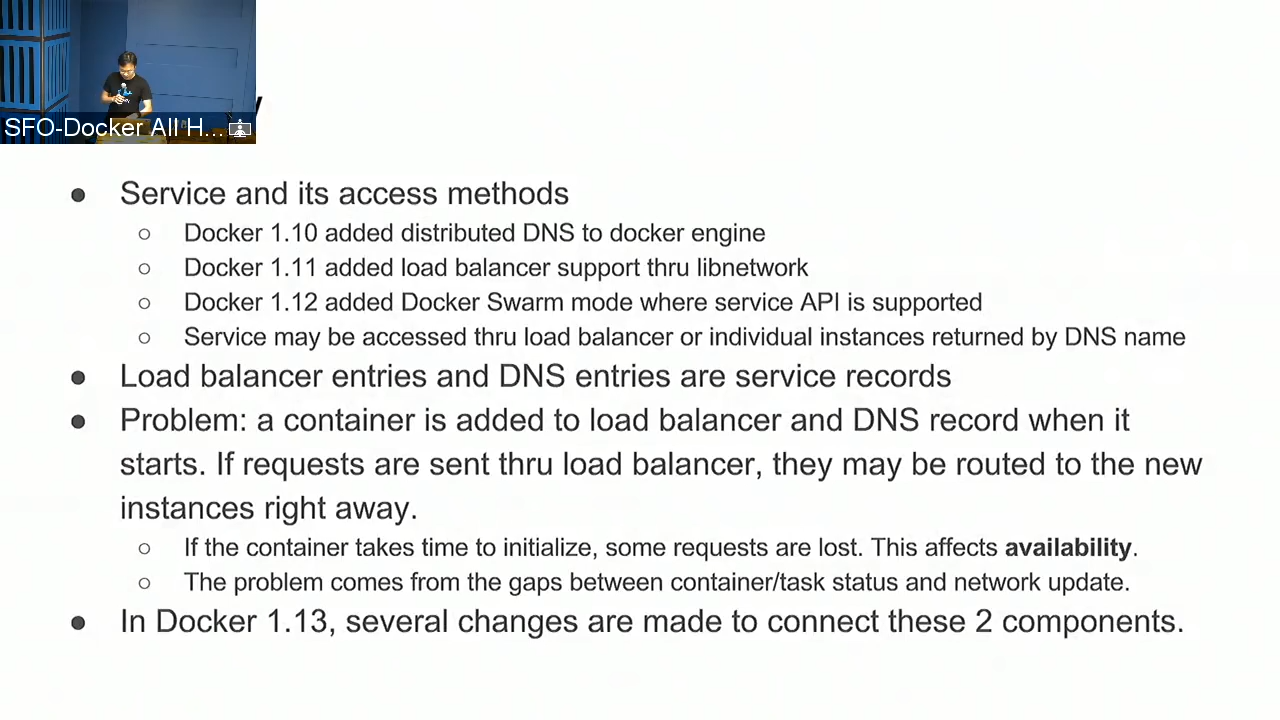 SFO-Docker All H...
● Service and its access methods
○ Docker 1.10 added distributed DNS to docker engine
○ Docker 1.11 added load balancer support thru libnetwork
○ Docker 1.12 added Docker Swarm mode where service API is supported
○ Service may be accessed thru load balancer or individual instances returned by DNS name
● Load balancer entries and DNS entries are service records
● Problem: a container is added to load balancer and DNS record when it
starts. If requests are sent thru load balancer, they may be routed to the new
instances right away.
○ If the container takes time to initialize, some requests are lost. This affects availability.
○ The problem comes from the gaps between container/task status and network update.
● In Docker 1.13, several changes are made to connect these 2 components.